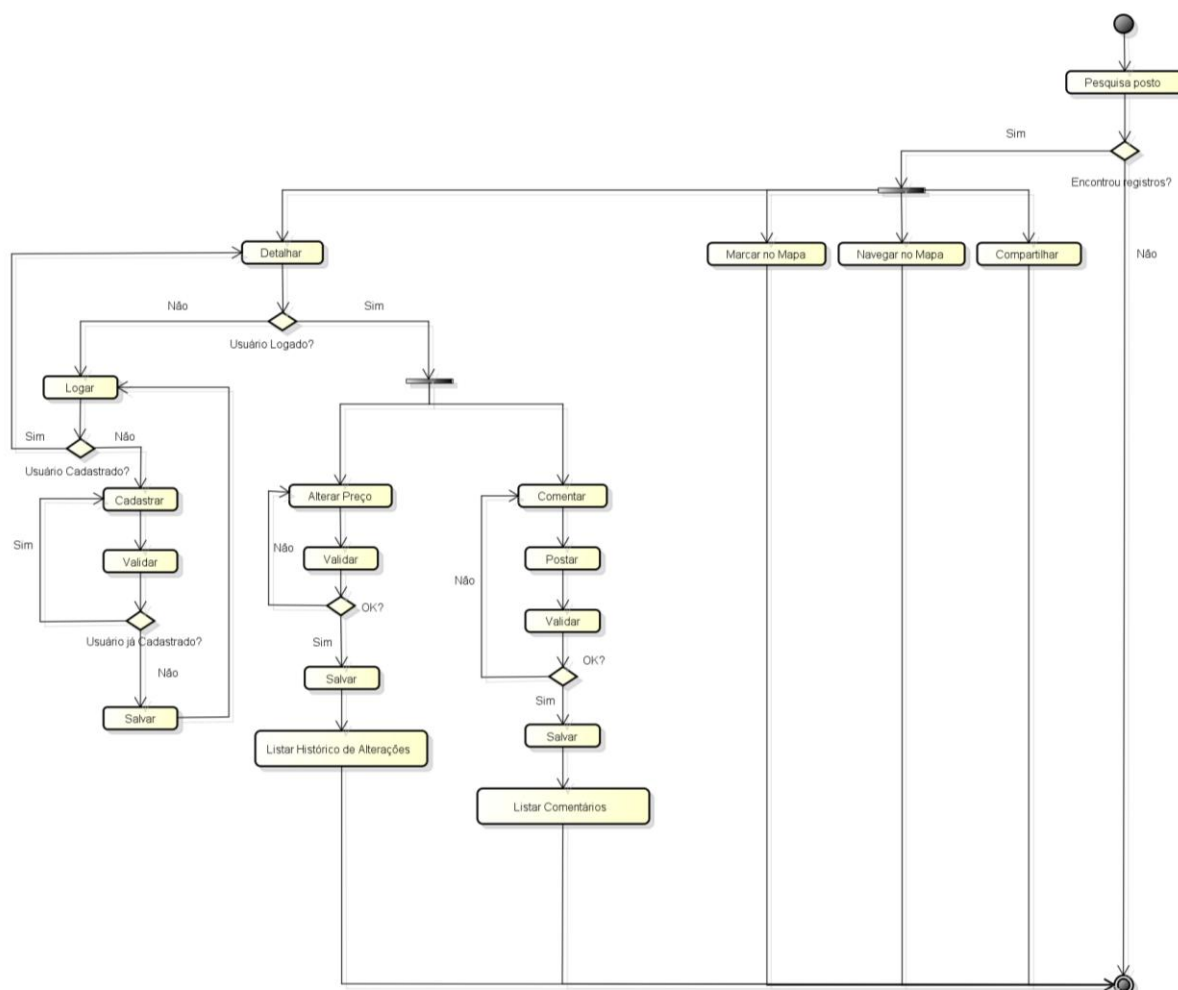 Pesquisa posto
Sim
Encontrou registros?
Detalhar
Marcar no Mapa
Navegar no Mapa
Compartilhar
Não
Não
Sim
Usuário Logado?
Logar
Sim
Não
Usuário Cadastrado?
Cadastrar
Alterar Preço
Comentar
Sim
Validar
Não
Validar
Postar
Não
OK?
Validar
Usuário já Cadastrado?
Sim
OK?
Não
Salvar
Sim
Salvar
Salvar
Listar Histórico de Alterações
Listar Comentários